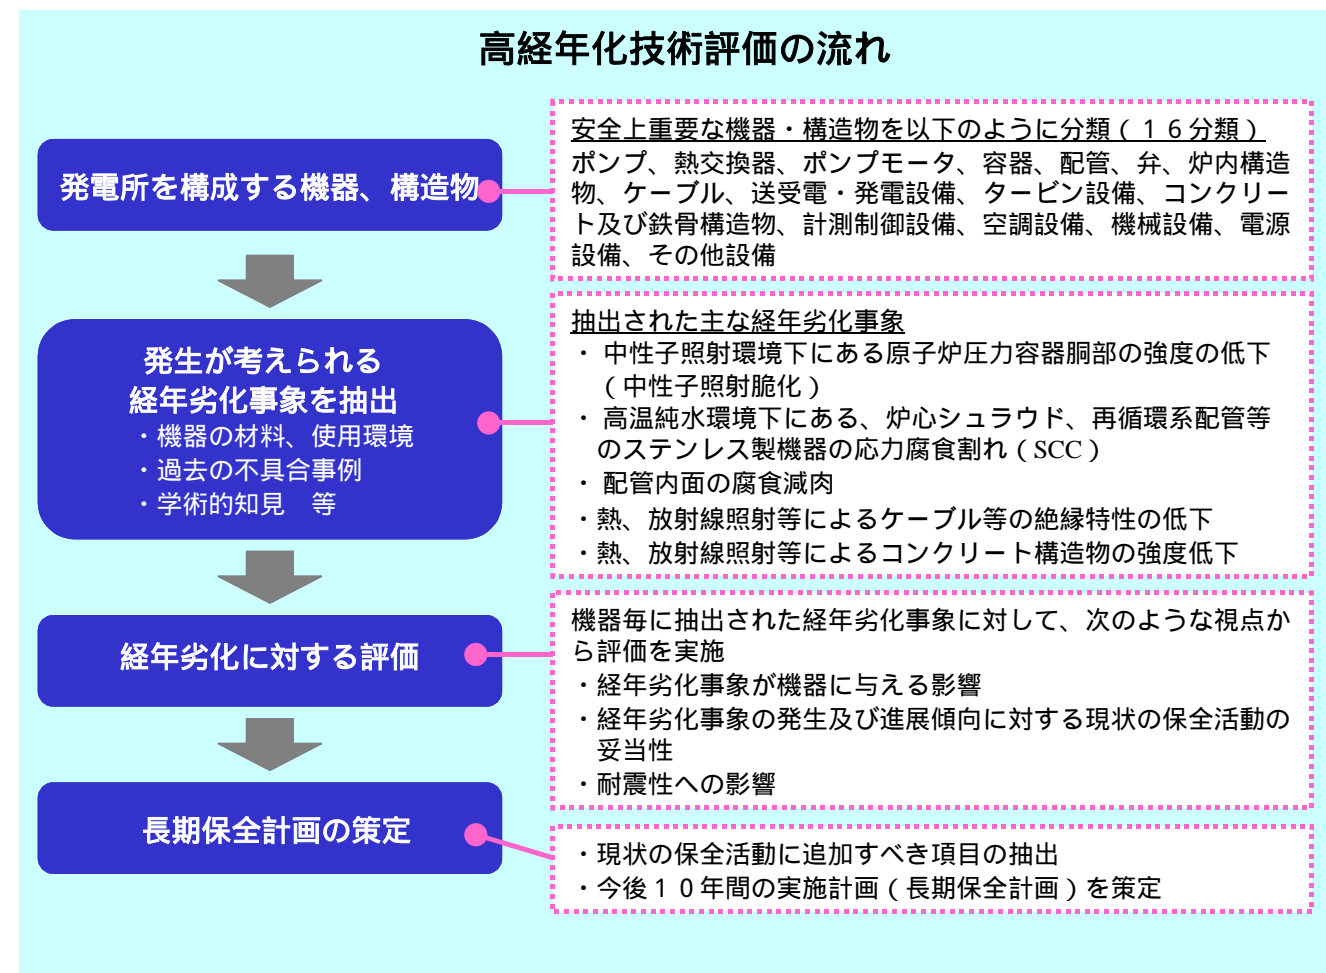 高経年化技術評価の流れ
発電所を構成する機器、構造物
安全上重要な機器・構造物を以下のように分類（１６分類）
ポンプ、熱交換器、ポンプモータ、容器、配管、弁、炉内構造
物、ケーブル、送受電・発電設備、タービン設備、コンクリー
ト及び鉄骨構造物、計測制御設備、空調設備、機械設備、電源
設備、その他設備
発生が考えられる
経年劣化事象を抽出
・機器の材料、使用環境
・過去の不具合事例
・学術的知見　等
抽出された主な経年劣化事象
・ 中性子照射環境下にある原子炉圧力容器胴部の強度の低下
（中性子照射脆化）
・ 高温純水環境下にある、炉心シュラウド、再循環系配管等
のステンレス製機器の応力腐食割れ（SCC）
・ 配管内面の腐食減肉
・熱、放射線照射等によるケーブル等の絶縁特性の低下
・熱、放射線照射等によるコンクリート構造物の強度低下
経年劣化に対する評価
機器毎に抽出された経年劣化事象に対して、次のような視点か
ら評価を実施
・経年劣化事象が機器に与える影響
・経年劣化事象の発生及び進展傾向に対する現状の保全活動の
妥当性
・耐震性への影響
長期保全計画の策定
・現状の保全活動に追加すべき項目の抽出
・今後１０年間の実施計画（長期保全計画）を策定